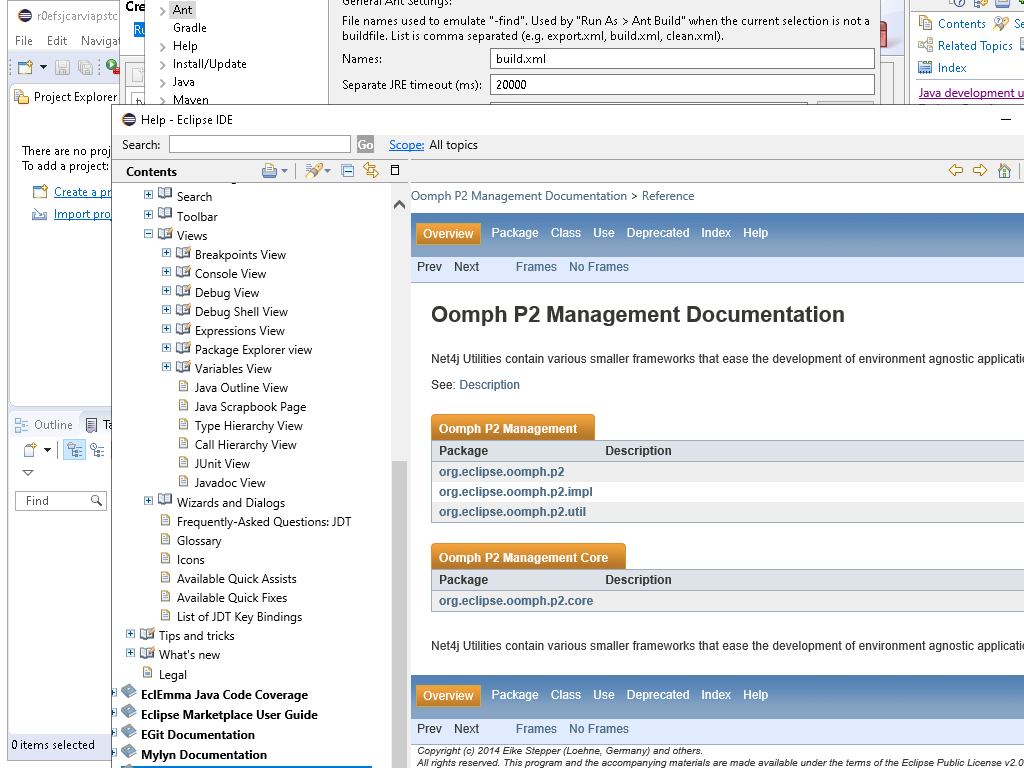 r0efsjcarviapstc
File Edit Navigat
Project Explorer
There are no proj
To add a project:
Create a pr
Import proj
Outline
Ta
Find
0 items selected
Cre
Ant
Gradle
Help
Install/Update
Java
Maven
General Ant Settings:
File names used to emulate "-find". Used by "Run As > Ant Build" when the current selection is not a
buildfile. List is comma separated (e.g. export.xml, build.xml, clean.xml).
Names: build.xml
Separate JRE timeout (ms): 20000
Contents Se
Related Topics
Index
Java development u
Help - Eclipse IDE
Search: Go Scope: All topics
Contents
Search
Toolbar
Views
Breakpoints View
Console View
Debug View
Debug Shell View
Expressions View
Package Explorer view
Variables View
Java Outline View
Java Scrapbook Page
Type Hierarchy View
Call Hierarchy View
JUnit View
Javadoc View
Wizards and Dialogs
Frequently-Asked Questions: JDT
Glossary
Icons
Available Quick Assists
Available Quick Fixes
List of JDT Key Bindings
Tips and tricks
What's new
Legal
EclEmma Java Code Coverage
Eclipse Marketplace User Guide
EGit Documentation
Mylyn Documentation
Oomph P2 Management Documentation > Reference
Overview Package Class Use Deprecated Index Help
Prev Next Frames No Frames
Oomph P2 Management Documentation
Net4j Utilities contain various smaller frameworks that ease the development of environment agnostic applicatio
See: Description
Oomph P2 Management
Package Description
org.eclipse.oomph.p2
org.eclipse.oomph.p2.impl
org.eclipse.oomph.p2.util
Oomph P2 Management Core
Package Description
org.eclipse.oomph.p2.core
Net4j Utilities contain various smaller frameworks that ease the development of environment agnostic applicatio
Overview Package Class Use Deprecated Index Help
Prev Next Frames No Frames
Copyright (c) 2014 Eike Stepper (Loehne, Germany) and others.
All rights reserved. This program and the accompanying materials are made available under the terms of the Eclipse Public License v2.0